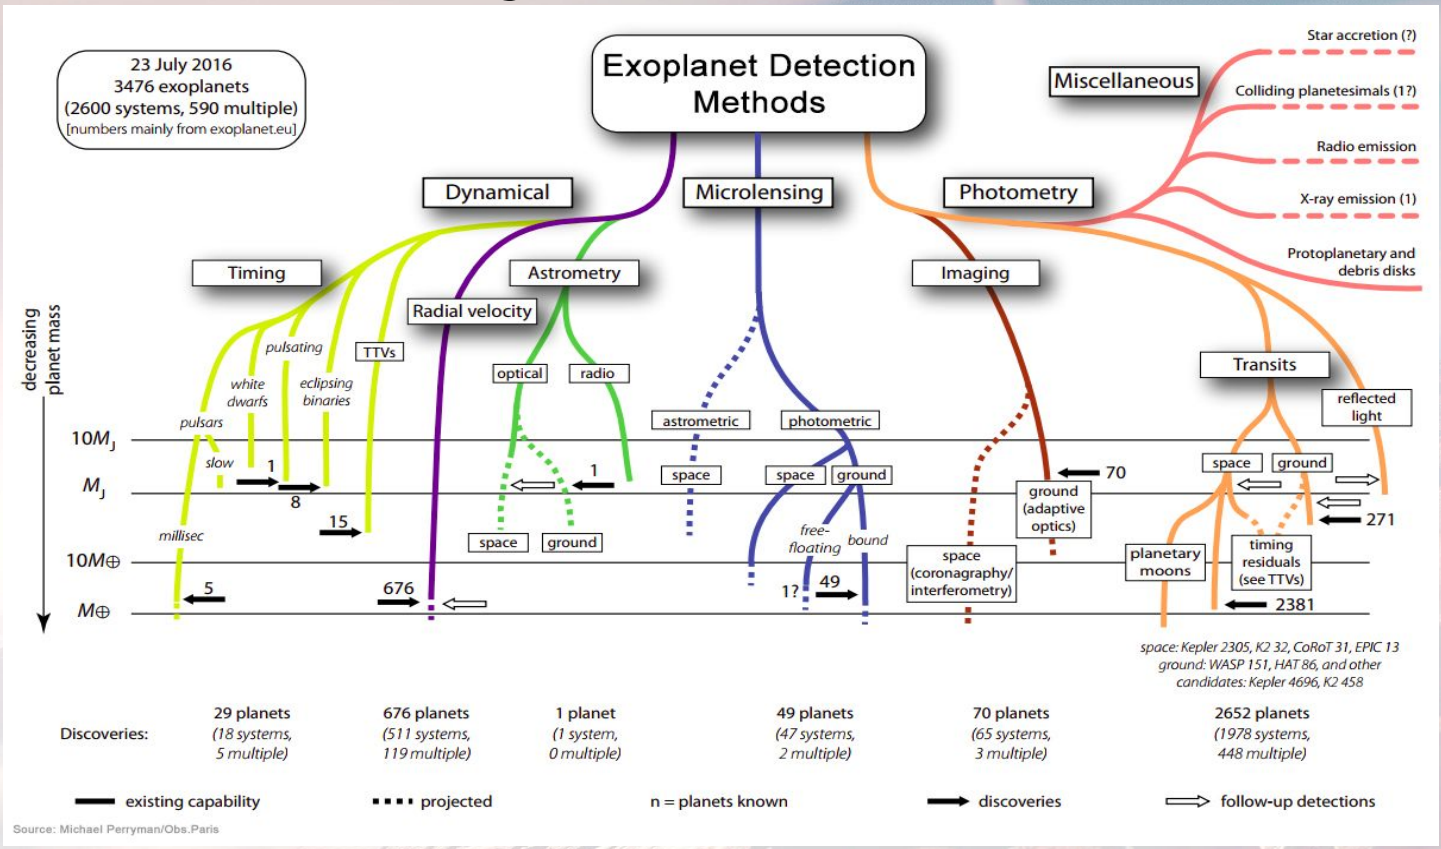 Exoplanet Detection
Methods
23 July 2016
3476 exoplanets
(2600 systems, 590 multiple)
[numbers mainly from exoplanet.eu]
Miscellaneous
Star accretion (?)
Colliding planetesimals (1?)
Radio emission
X-ray emission (1)
Protoplanetary and
debris disks
Dynamical
Microlensing
Photometry
Timing
Astrometry
Imaging
Radial velocity
Transits
decreasing
planet mass
pulsating
TTVs
white
dwarfs
eclipsing
binaries
pulsars
slow
millisec
optical
radio
astrometric
photometric
reflected
light
10MJ
MJ
10M⊕
M⊕
1
8
15
5
676
1
space
ground
space
space
ground
free-
floating
bound
1?
49
70
ground
(adaptive
optics)
space
(coronagraphy/
interferometry)
space
ground
271
planetary
moons
timing
residuals
(see TTVs)
2381
space: Kepler 2305, K2 32, CoRoT 31, EPIC 13
ground: WASP 151, HAT 86, and other
candidates: Kepler 4696, K2 458
Discoveries:
29 planets
(18 systems,
5 multiple)
676 planets
(511 systems,
119 multiple)
1 planet
(1 system,
0 multiple)
49 planets
(47 systems,
2 multiple)
70 planets
(65 systems,
3 multiple)
2652 planets
(1978 systems,
448 multiple)
existing capability
projected
n = planets known
discoveries
follow-up detections
Source: Michael Perryman/Obs.Paris